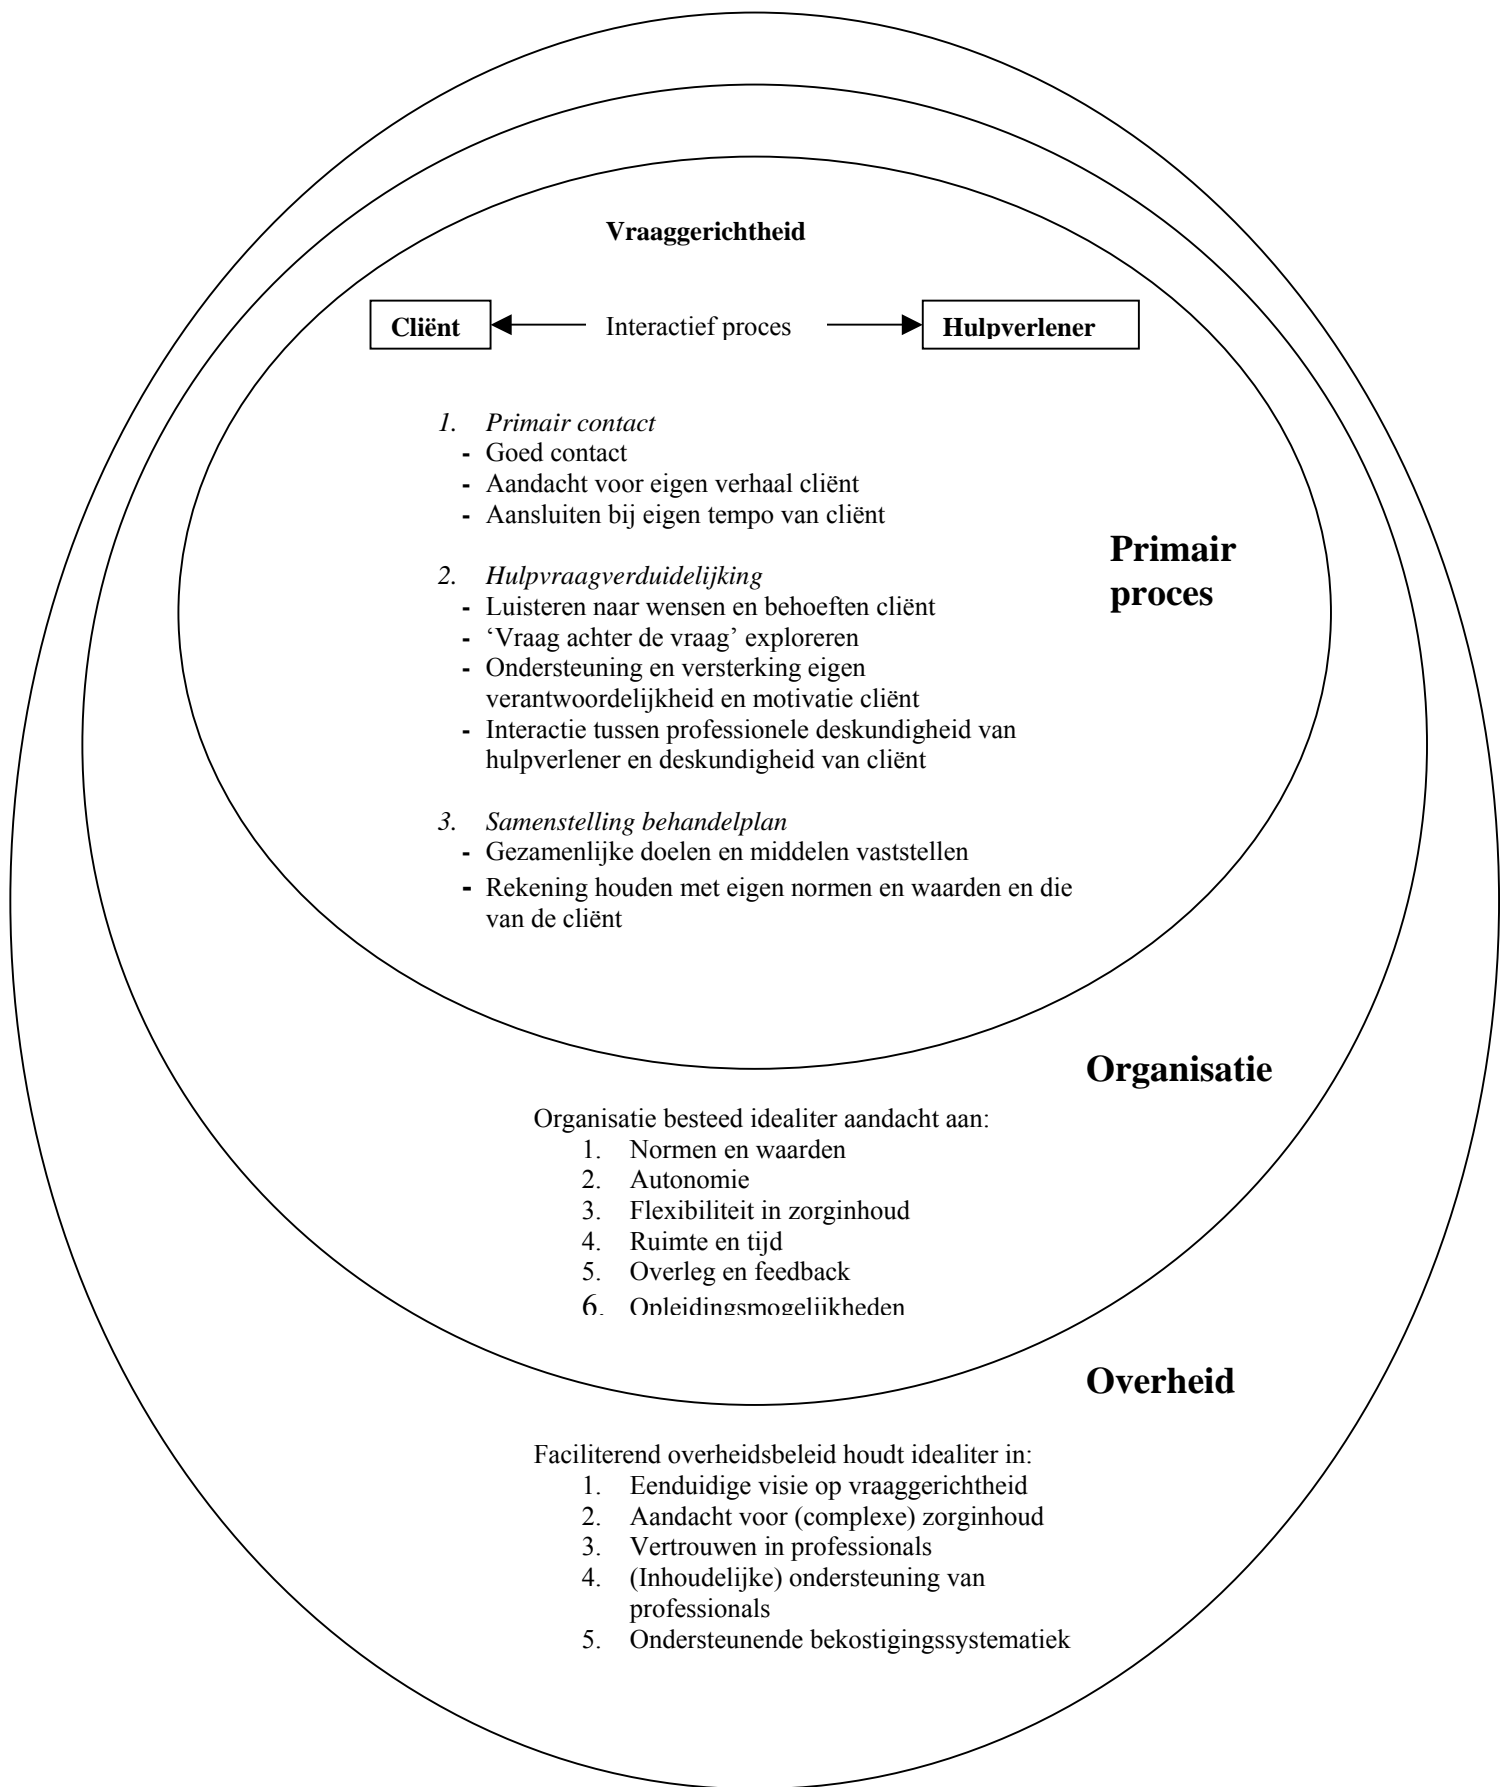 Vraaggerichtheid
Cliënt
Interactief proces
Hulpverlener
1. Primair contact
- Goed contact
- Aandacht voor eigen verhaal cliënt
- Aansluiten bij eigen tempo van cliënt
Primair
proces
2. Hulpvraagverduidelijking
- Luisteren naar wensen en behoeften cliënt
- ‘Vraag achter de vraag’ exploreren
- Ondersteuning en versterking eigen
verantwoordelijkheid en motivatie cliënt
- Interactie tussen professionele deskundigheid van
hulpverlener en deskundigheid van cliënt
3. Samenstelling behandelplan
- Gezamenlijke doelen en middelen vaststellen
- Rekening houden met eigen normen en waarden en die
van de cliënt
Organisatie
Organisatie besteed idealiter aandacht aan:
1. Normen en waarden
2. Autonomie
3. Flexibiliteit in zorginhoud
4. Ruimte en tijd
5. Overleg en feedback
6. Opleidingsmogelijkheden
Overheid
Faciliterend overheidsbeleid houdt idealiter in:
1. Eenduidige visie op vraaggerichtheid
2. Aandacht voor (complexe) zorginhoud
3. Vertrouwen in professionals
4. (Inhoudelijke) ondersteuning van
professionals
5. Ondersteunende bekostigingssystematiek